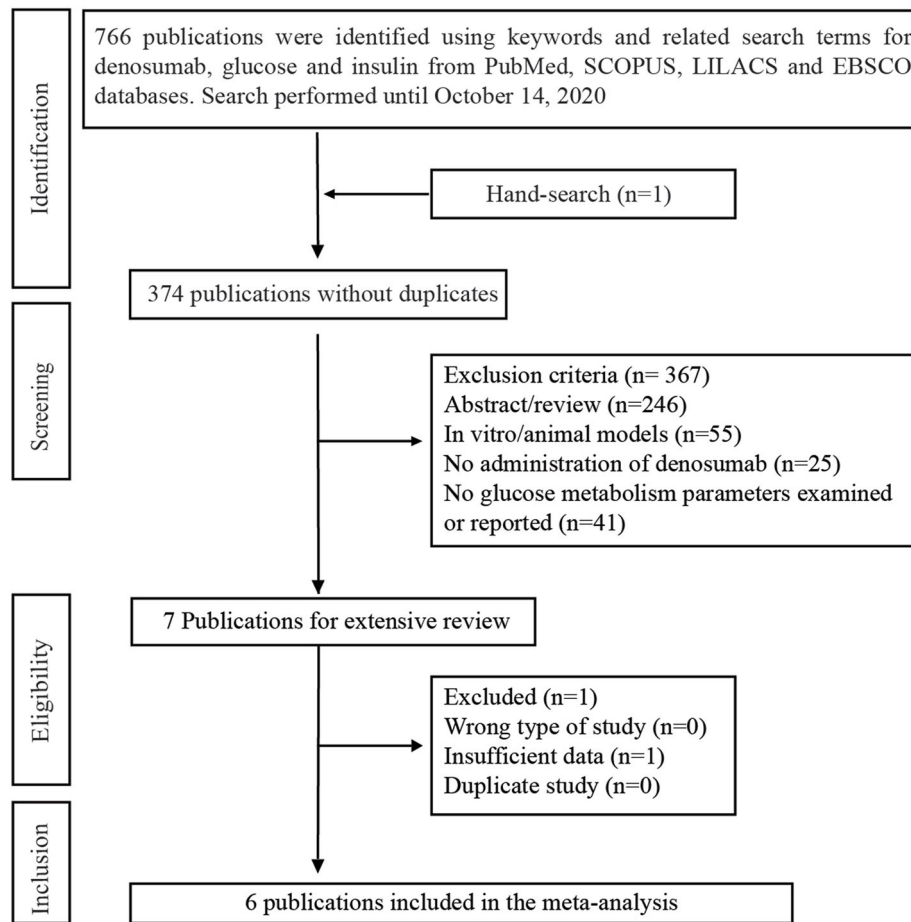 Identification
766 publications were identified using keywords and related search terms for
denosumab, glucose and insulin from PubMed, SCOPUS, LILACS and EBSCO
databases. Search performed until October 14, 2020
Hand-search (n=1)
374 publications without duplicates
Screening
Exclusion criteria (n= 367)
Abstract/review (n=246)
In vitro/animal models (n=55)
No administration of denosumab (n=25)
No glucose metabolism parameters examined
or reported (n=41)
Eligibility
7 Publications for extensive review
Excluded (n=1)
Wrong type of study (n=0)
Insufficient data (n=1)
Duplicate study (n=0)
Inclusion
6 publications included in the meta-analysis